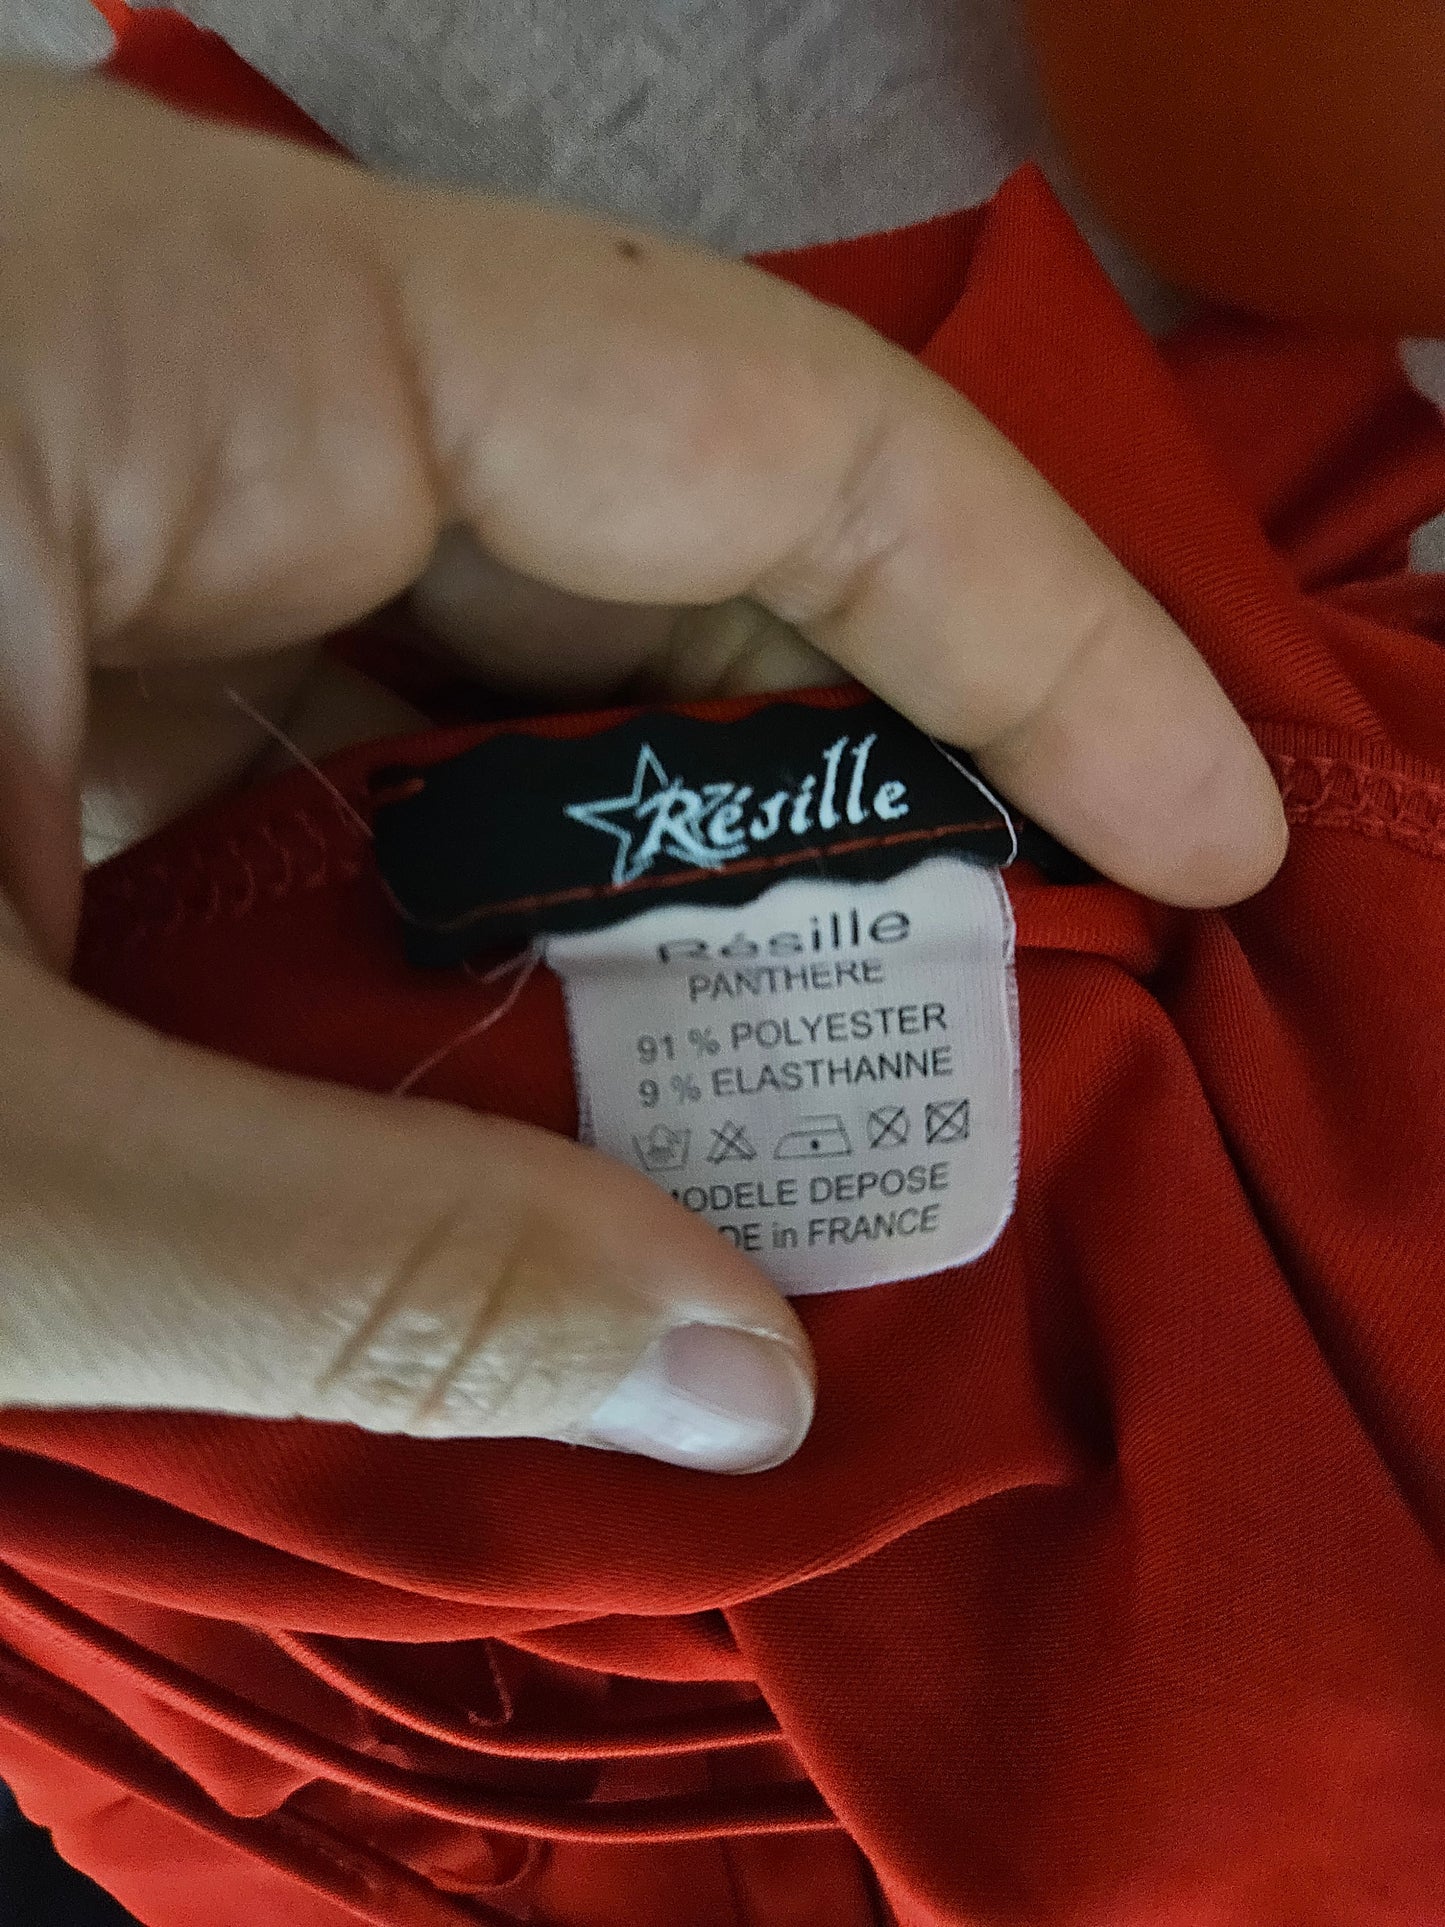 Résille
Résille
PANTHERE
91 % POLYESTER
9 % ELASTHANNE
MODELE DEPOSE
in FRANCE